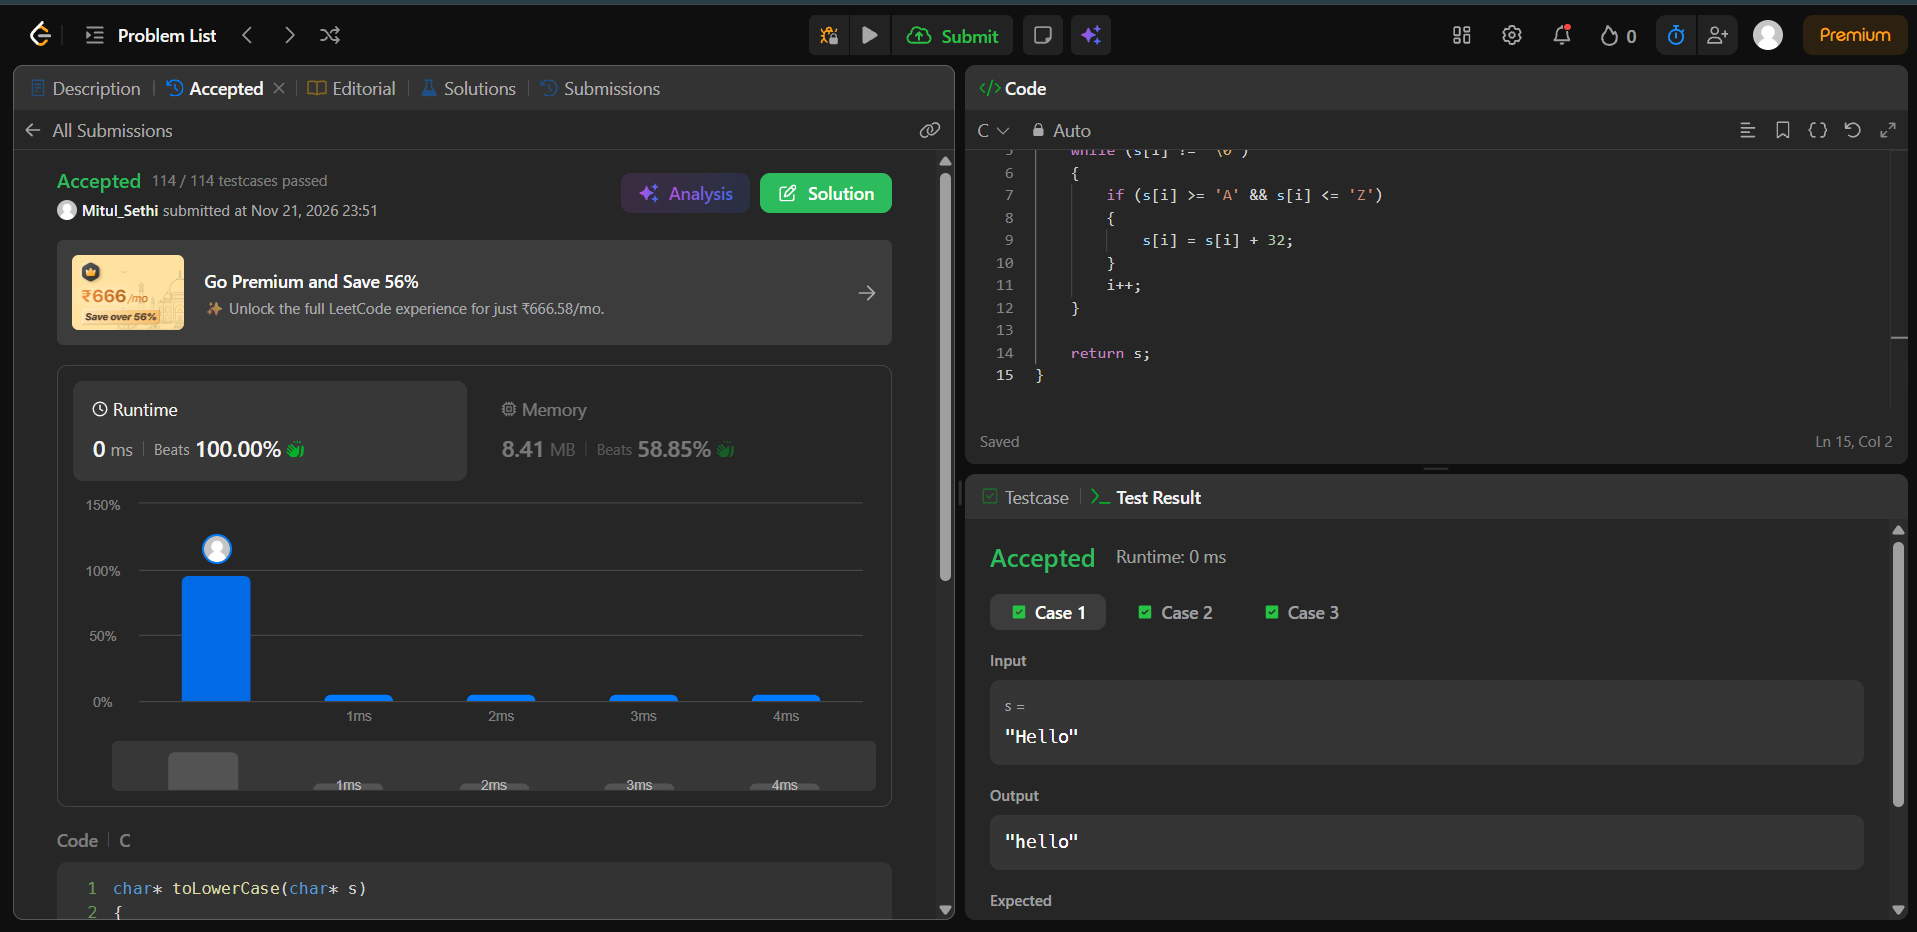 Problem List
Submit
0
Premium
Description
Accepted
Editorial
Solutions
Submissions
All Submissions
Accepted 114 / 114 testcases passed
Mitul_Sethi submitted at Nov 21, 2026 23:51
Analysis
Solution
₹666/mo
Save over 56%
Go Premium and Save 56%
✨ Unlock the full LeetCode experience for just ₹666.58/mo.
Runtime
0 ms Beats 100.00%
Memory
8.41 MB Beats 58.85%
150%
100%
50%
0%
1ms 2ms 3ms 4ms
1ms 2ms 3ms 4ms
Code C
1 char* toLowerCase(char* s)
2 {
</> Code
C Auto
5 while (s[i] != '\0')
6 {
7 if (s[i] >= 'A' && s[i] <= 'Z')
8 {
9 s[i] = s[i] + 32;
10 }
11 i++;
12 }
13
14 return s;
15 }
Saved
Ln 15, Col 2
Testcase
Test Result
Accepted Runtime: 0 ms
Case 1 Case 2 Case 3
Input
s =
"Hello"
Output
"hello"
Expected